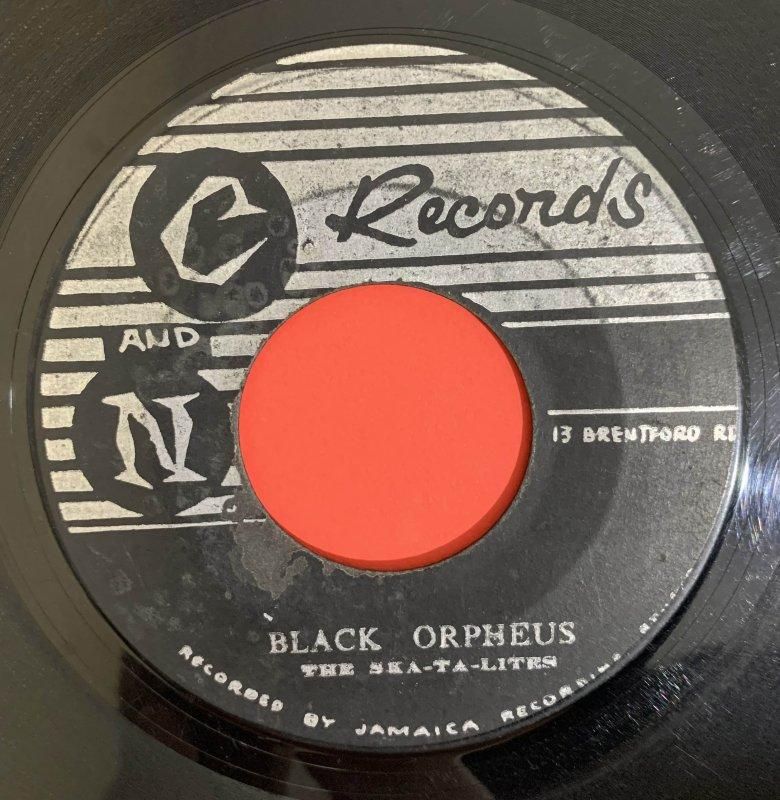 C Records
AND
N
13 BRENTFORD RD
BLACK ORPHEUS
THE SKA-TA-LITES
RECORDED BY JAMAICA RECORDING